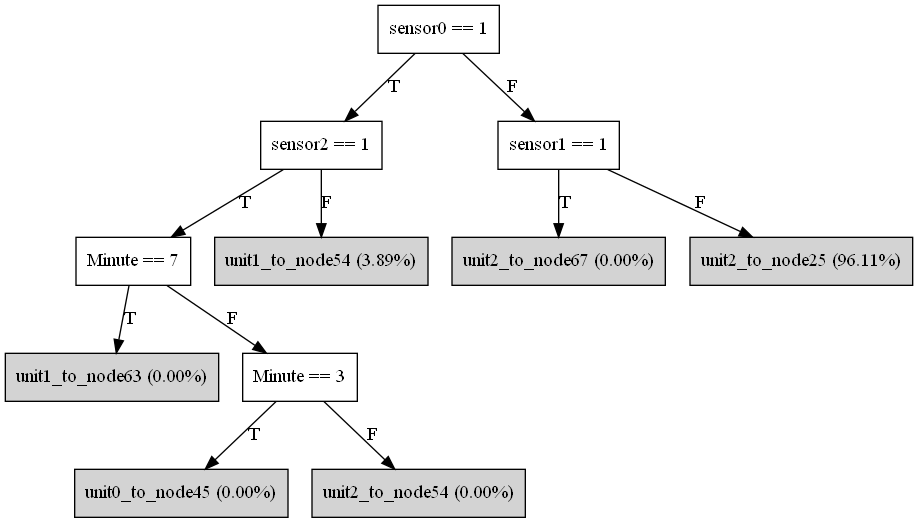 sensor0 == 1
T
F
sensor2 == 1
sensor1 == 1
T
F
T
F
Minute == 7
unit1_to_node54 (3.89%)
unit2_to_node67 (0.00%)
unit2_to_node25 (96.11%)
T
F
unit1_to_node63 (0.00%)
Minute == 3
T
F
unit0_to_node45 (0.00%)
unit2_to_node54 (0.00%)